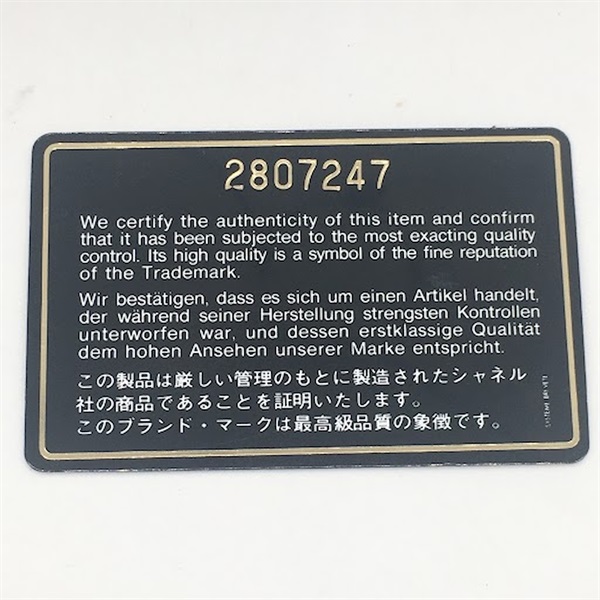 2807247
We certify the authenticity of this item and confirm
that it has been subjected to the most exacting quality
control. Its high quality is a symbol of the fine reputation
of the Trademark.
Wir bestätigen, dass es sich um einen Artikel handelt,
der während seiner Herstellung strengsten Kontrollen
unterworfen war, und dessen erstklassige Qualität
dem hohen Ansehen unserer Marke entspricht.
この製品は厳しい管理のもとに製造されたシャネル
社の商品であることを証明いたします。
このブランド・マークは最高級品質の象徴です。